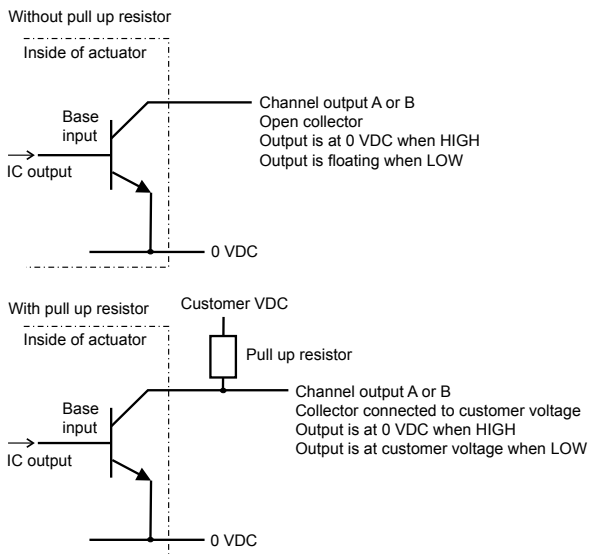 Without pull up resistor
Inside of actuator
Base
input
IC output
Channel output A or B
Open collector
Output is at 0 VDC when HIGH
Output is floating when LOW
0 VDC
With pull up resistor
Customer VDC
Inside of actuator
Pull up resistor
Base
input
IC output
Channel output A or B
Collector connected to customer voltage
Output is at 0 VDC when HIGH
Output is at customer voltage when LOW
0 VDC